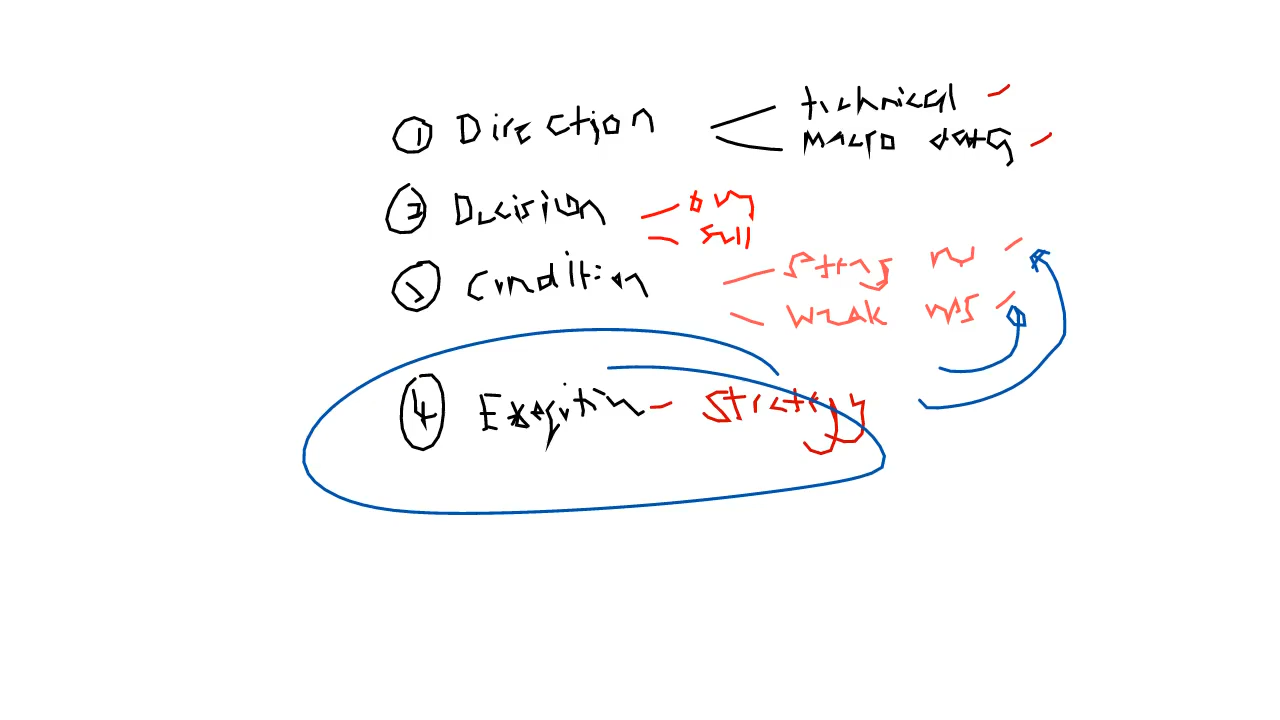 ① Direction technical
macro data
② Decision buy
sell
③ Condition strong
weak
④ Execution - Strategy